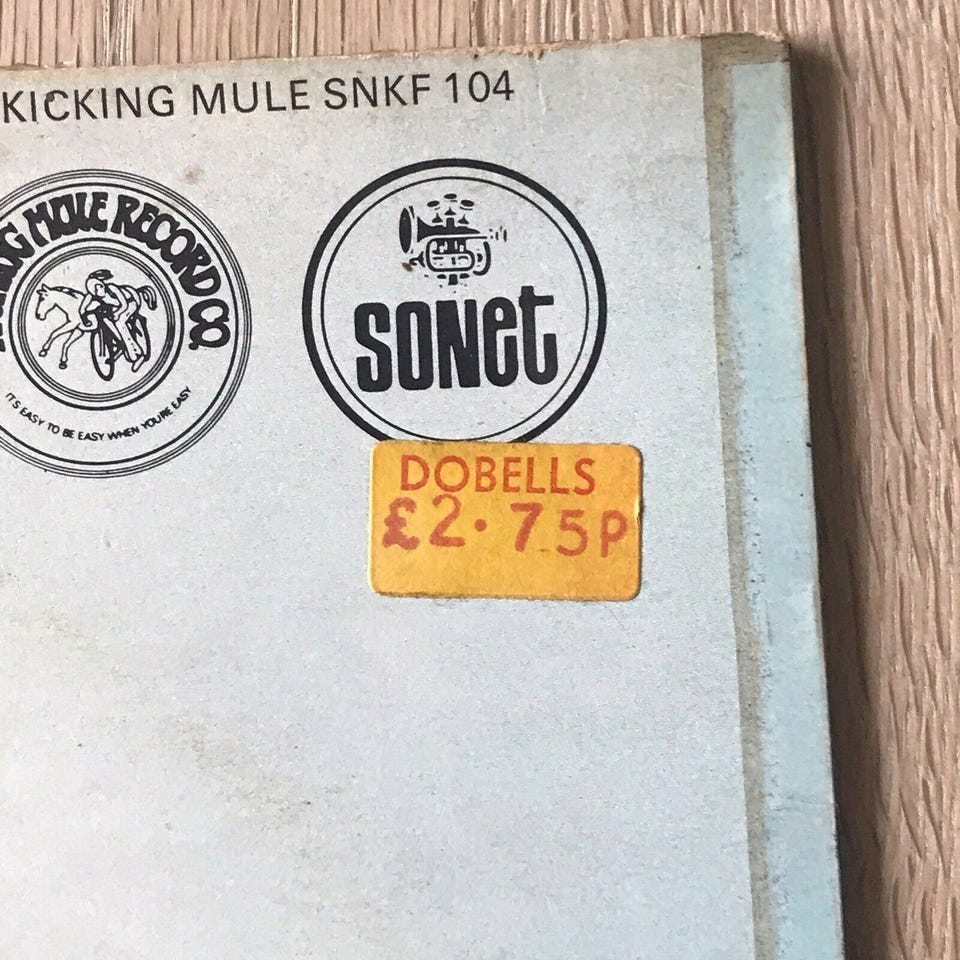 KICKING MULE SNKF 104
MULE RECORD CO.
IT'S EASY TO BE EASY WHEN YOU'RE EASY
SONet
DOBELLS
£2.75P